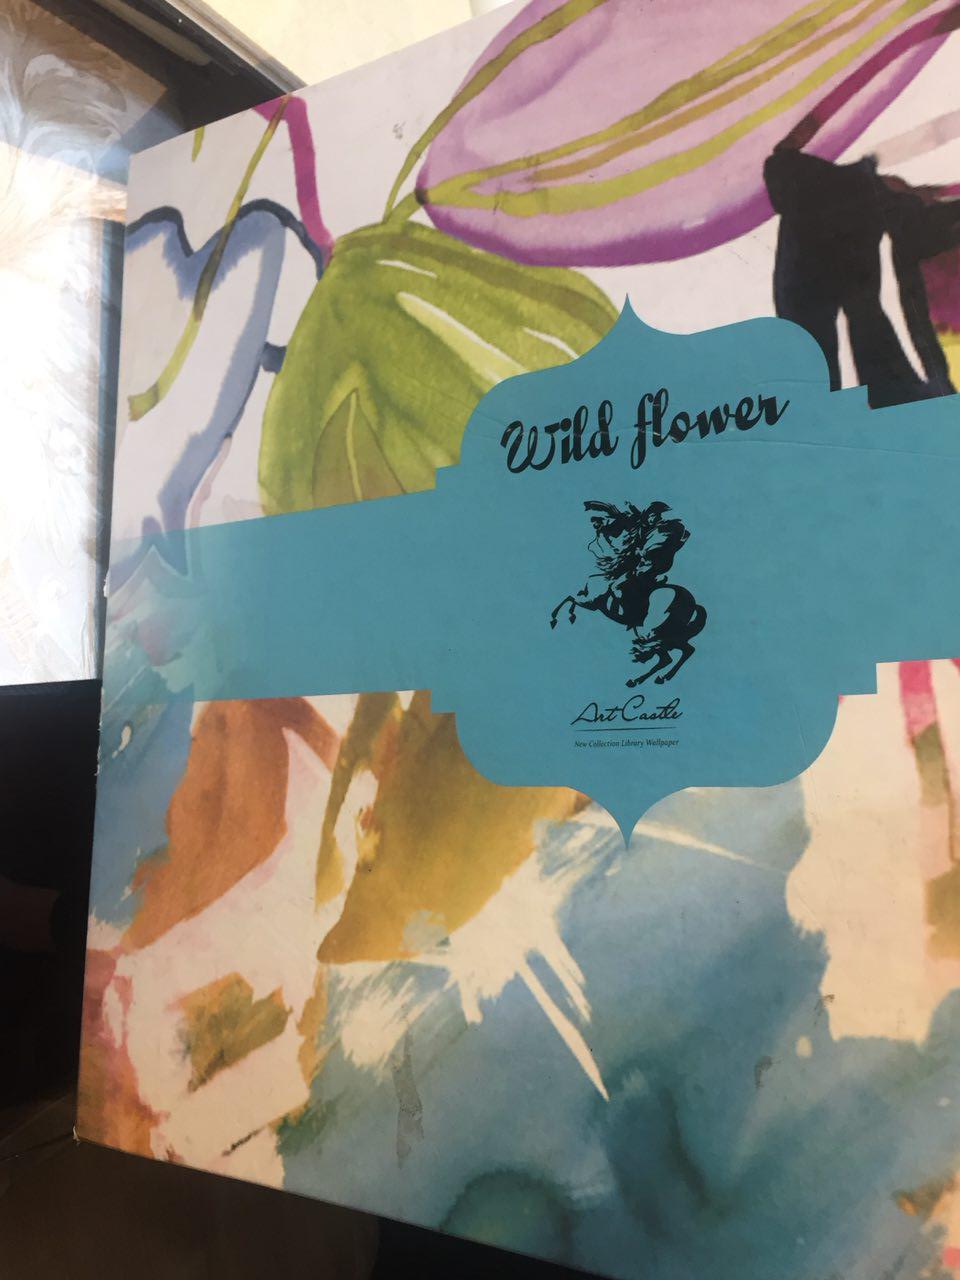 Wild flower
Art Castle
New Collection Library Wallpaper